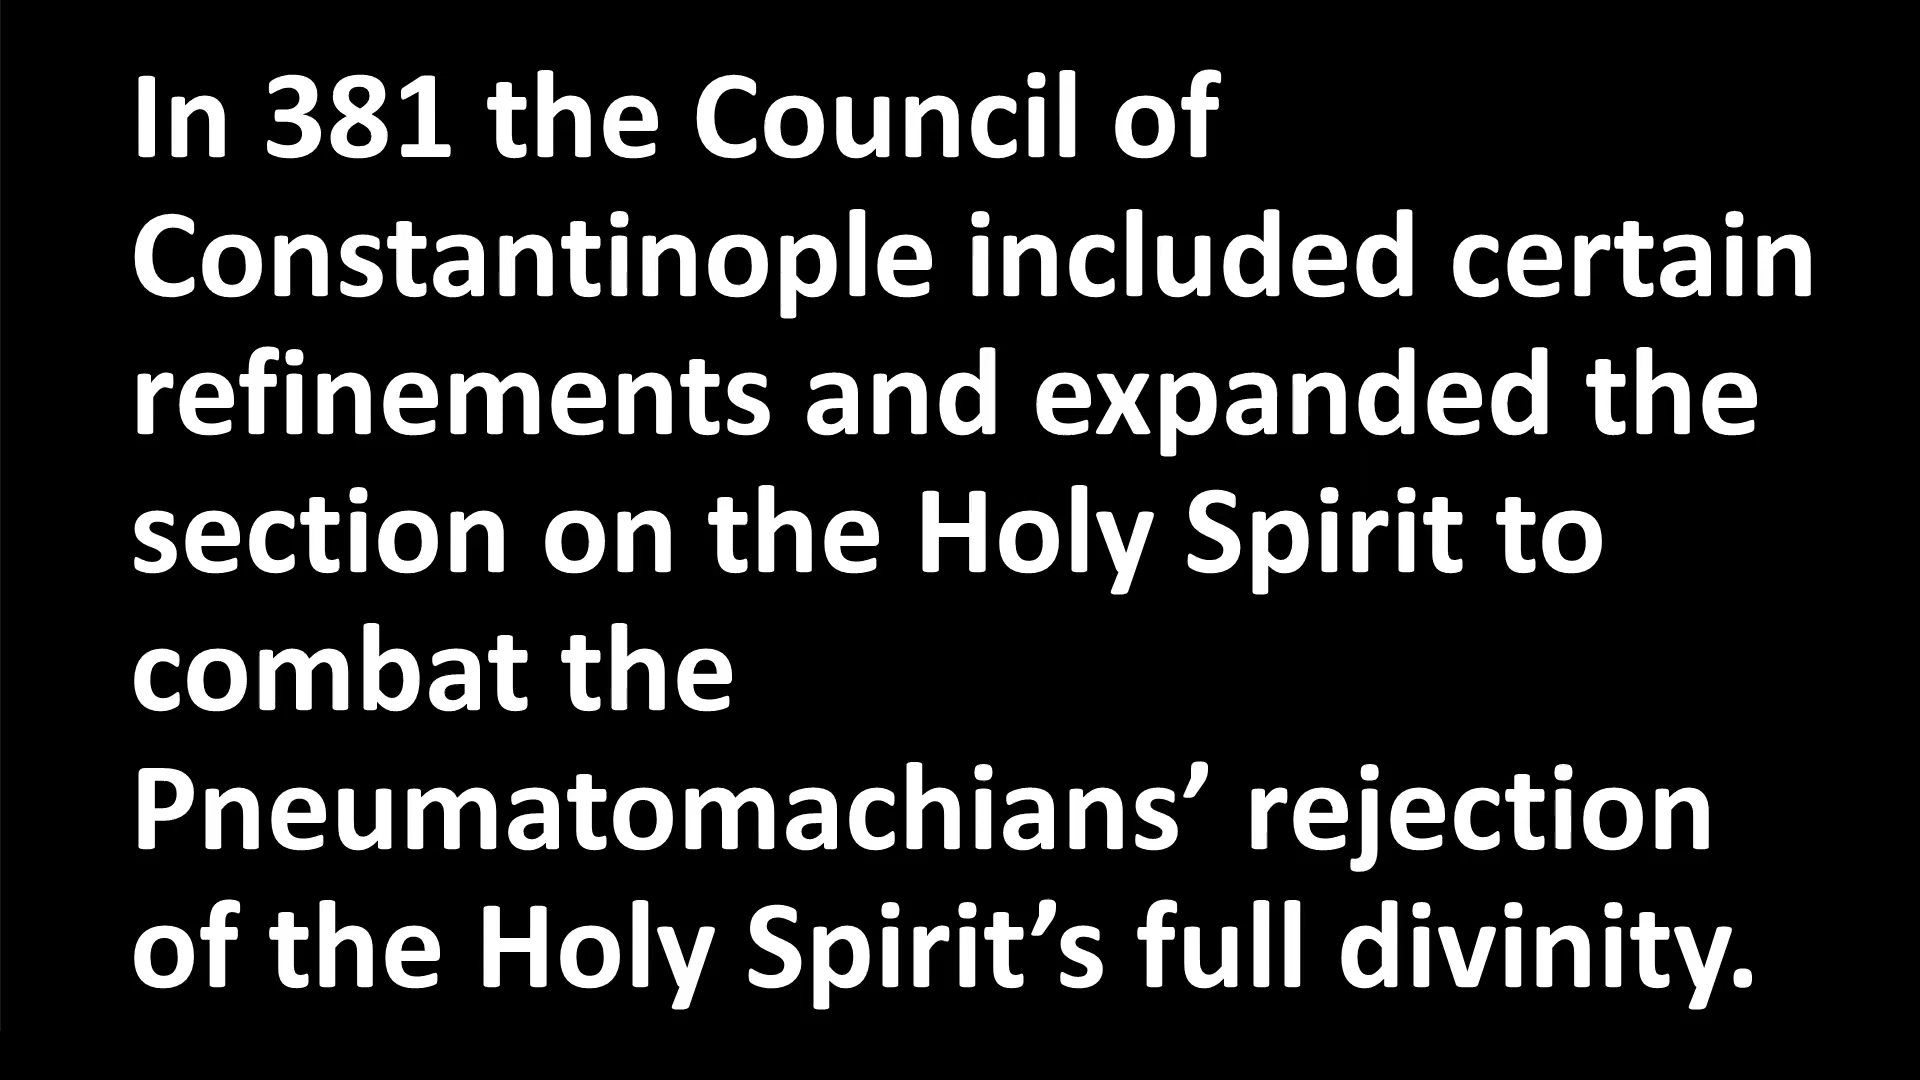 In 381 the Council of
Constantinople included certain
refinements and expanded the
section on the Holy Spirit to
combat the
Pneumatomachians’ rejection
of the Holy Spirit’s full divinity.